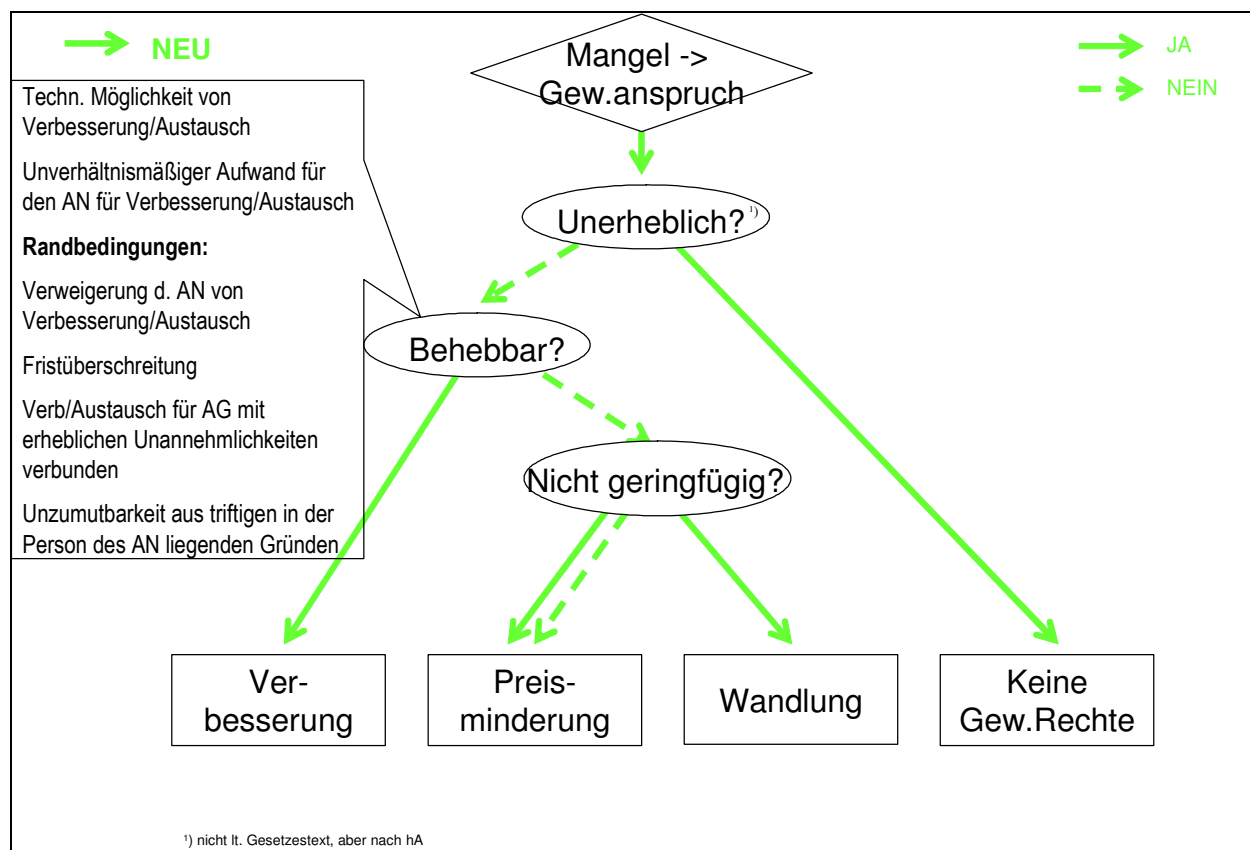 NEU
JA
NEIN
Mangel ->
Gew.anspruch
Techn. Möglichkeit von
Verbesserung/Austausch
Unverhältnismäßiger Aufwand für
den AN für Verbesserung/Austausch
Randbedingungen:
Verweigerung d. AN von
Verbesserung/Austausch
Fristüberschreitung
Verb/Austausch für AG mit
erheblichen Unannehmlichkeiten
verbunden
Unzumutbarkeit aus triftigen in der
Person des AN liegenden Gründen
Unerheblich? ¹)
Behebbar?
Nicht geringfügig?
Ver-
besserung
Preis-
minderung
Wandlung
Keine
Gew.Rechte
¹) nicht lt. Gesetzestext, aber nach hA